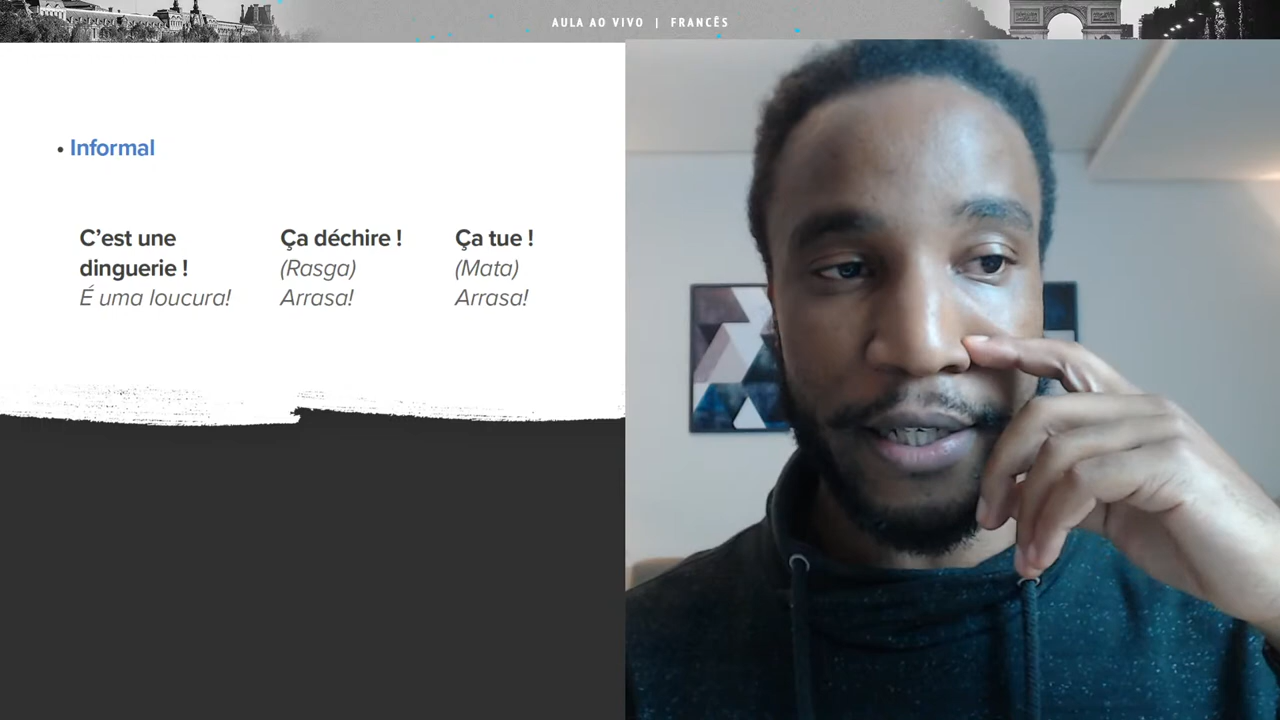 AULA AO VIVO | FRANCÊS
• Informal
C’est une
dinguerie !
É uma loucura!
Ça déchire !
(Rasga)
Arrasa!
Ça tue !
(Mata)
Arrasa!